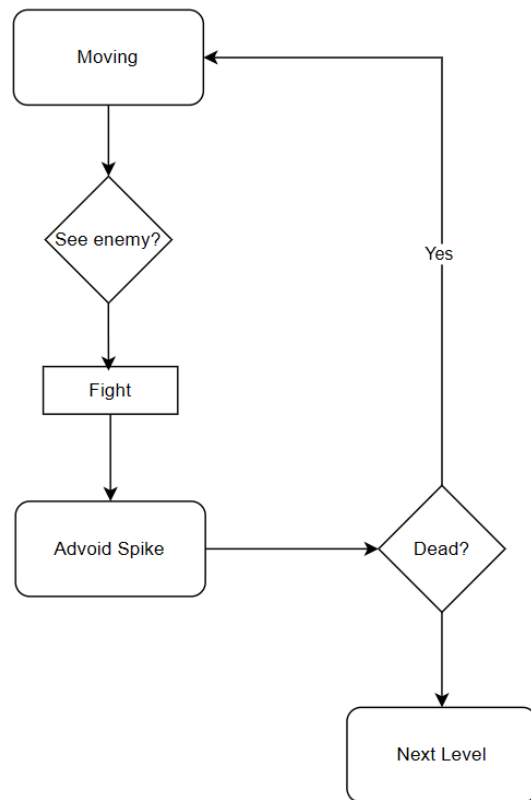 Moving
See enemy?
Yes
Fight
Advoid Spike
Dead?
Next Level